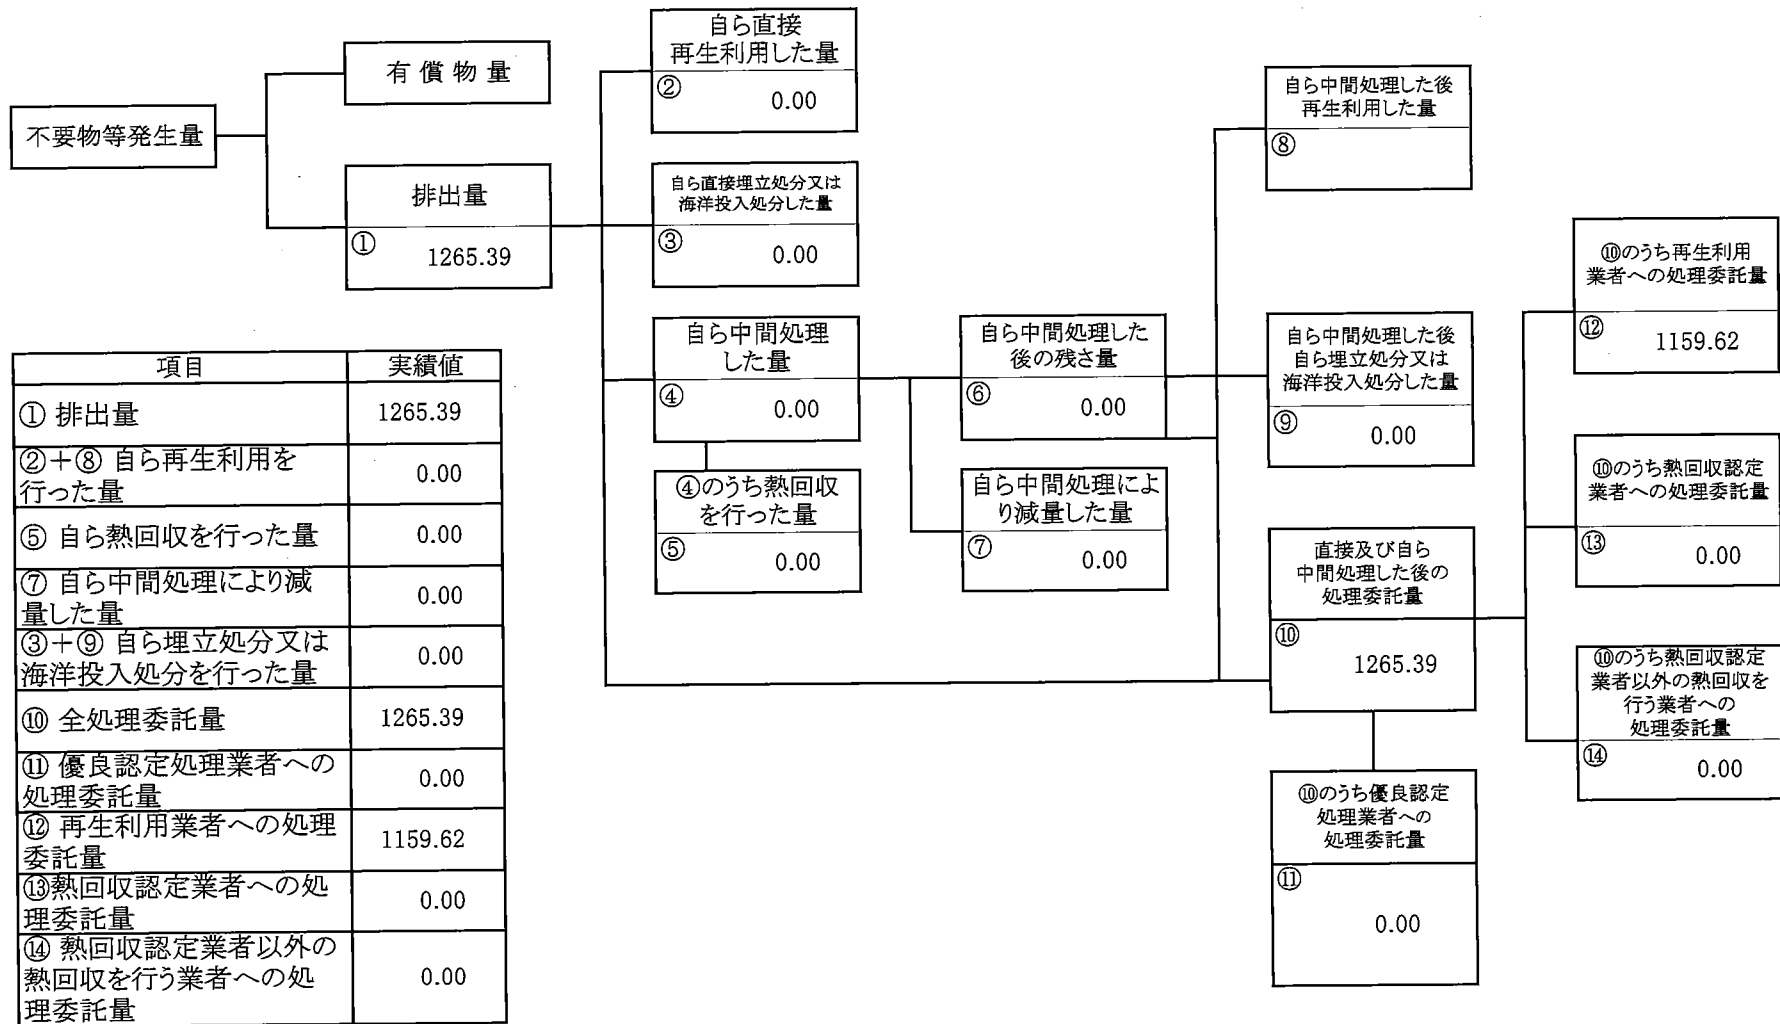 不要物等発生量
有償物量
排出量
① 1265.39
自ら直接
再生利用した量
② 0.00
自ら直接埋立処分又は
海洋投入処分した量
③ 0.00
自ら中間処理
した量
④ 0.00
④のうち熱回収
を行った量
⑤ 0.00
自ら中間処理した
後の残さ量
⑥ 0.00
自ら中間処理によ
り減量した量
⑦ 0.00
自ら中間処理した後
再生利用した量
⑧
自ら中間処理した後
自ら埋立処分又は
海洋投入処分した量
⑨ 0.00
直接及び自ら
中間処理した後の
処理委託量
⑩ 1265.39
⑩のうち優良認定
処理業者への
処理委託量
⑪ 0.00
⑩のうち再生利用
業者への処理委託量
⑫ 1159.62
⑩のうち熱回収認定
業者への処理委託量
⑬ 0.00
⑩のうち熱回収認定
業者以外の熱回収を
行う業者への
処理委託量
⑭ 0.00
項目 実績値
① 排出量 1265.39
②+⑧ 自ら再生利用を
行った量 0.00
⑤ 自ら熱回収を行った量 0.00
⑦ 自ら中間処理により減
量した量 0.00
③+⑨ 自ら埋立処分又は
海洋投入処分を行った量 0.00
⑩ 全処理委託量 1265.39
⑪ 優良認定処理業者への
処理委託量 0.00
⑫ 再生利用業者への処理
委託量 1159.62
⑬熱回収認定業者への処
理委託量 0.00
⑭ 熱回収認定業者以外の
熱回収を行う業者への処
理委託量 0.00